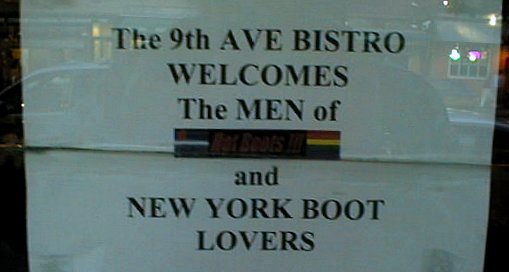 The 9th AVE BISTRO
WELCOMES
The MEN of
Hot Boots !!!
and
NEW YORK BOOT
LOVERS